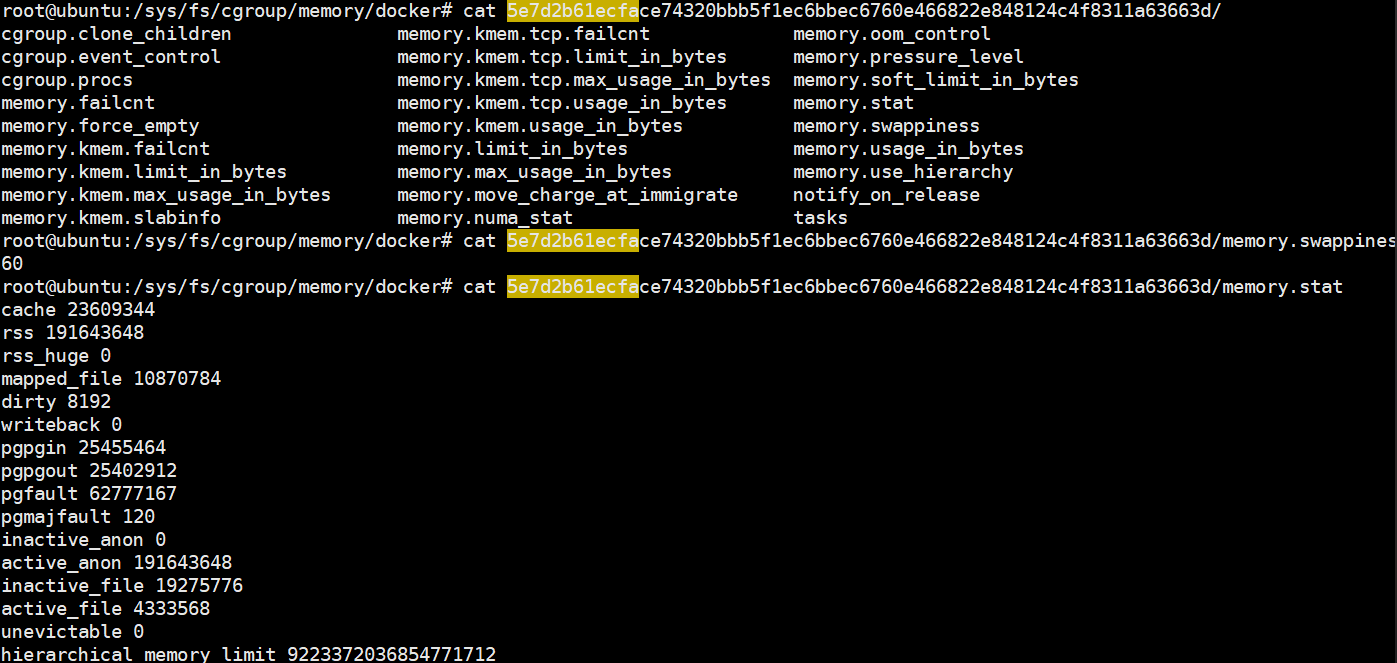 root@ubuntu:/sys/fs/cgroup/memory/docker# cat 5e7d2b61ecface74320bbb5f1ec6bbec6760e466822e848124c4f8311a63663d/
cgroup.clone_children memory.kmem.tcp.failcnt memory.oom_control
cgroup.event_control memory.kmem.tcp.limit_in_bytes memory.pressure_level
cgroup.procs memory.kmem.tcp.max_usage_in_bytes memory.soft_limit_in_bytes
memory.failcnt memory.kmem.tcp.usage_in_bytes memory.stat
memory.force_empty memory.kmem.usage_in_bytes memory.swappiness
memory.kmem.failcnt memory.limit_in_bytes memory.usage_in_bytes
memory.kmem.limit_in_bytes memory.max_usage_in_bytes memory.use_hierarchy
memory.kmem.max_usage_in_bytes memory.move_charge_at_immigrate notify_on_release
memory.kmem.slabinfo memory.numa_stat tasks
root@ubuntu:/sys/fs/cgroup/memory/docker# cat 5e7d2b61ecface74320bbb5f1ec6bbec6760e466822e848124c4f8311a63663d/memory.swappines
60
root@ubuntu:/sys/fs/cgroup/memory/docker# cat 5e7d2b61ecface74320bbb5f1ec6bbec6760e466822e848124c4f8311a63663d/memory.stat
cache 23609344
rss 191643648
rss_huge 0
mapped_file 10870784
dirty 8192
writeback 0
pgpgin 25455464
pgpgout 25402912
pgfault 62777167
pgmajfault 120
inactive_anon 0
active_anon 191643648
inactive_file 19275776
active_file 4333568
unevictable 0
hierarchical_memory_limit 9223372036854771712